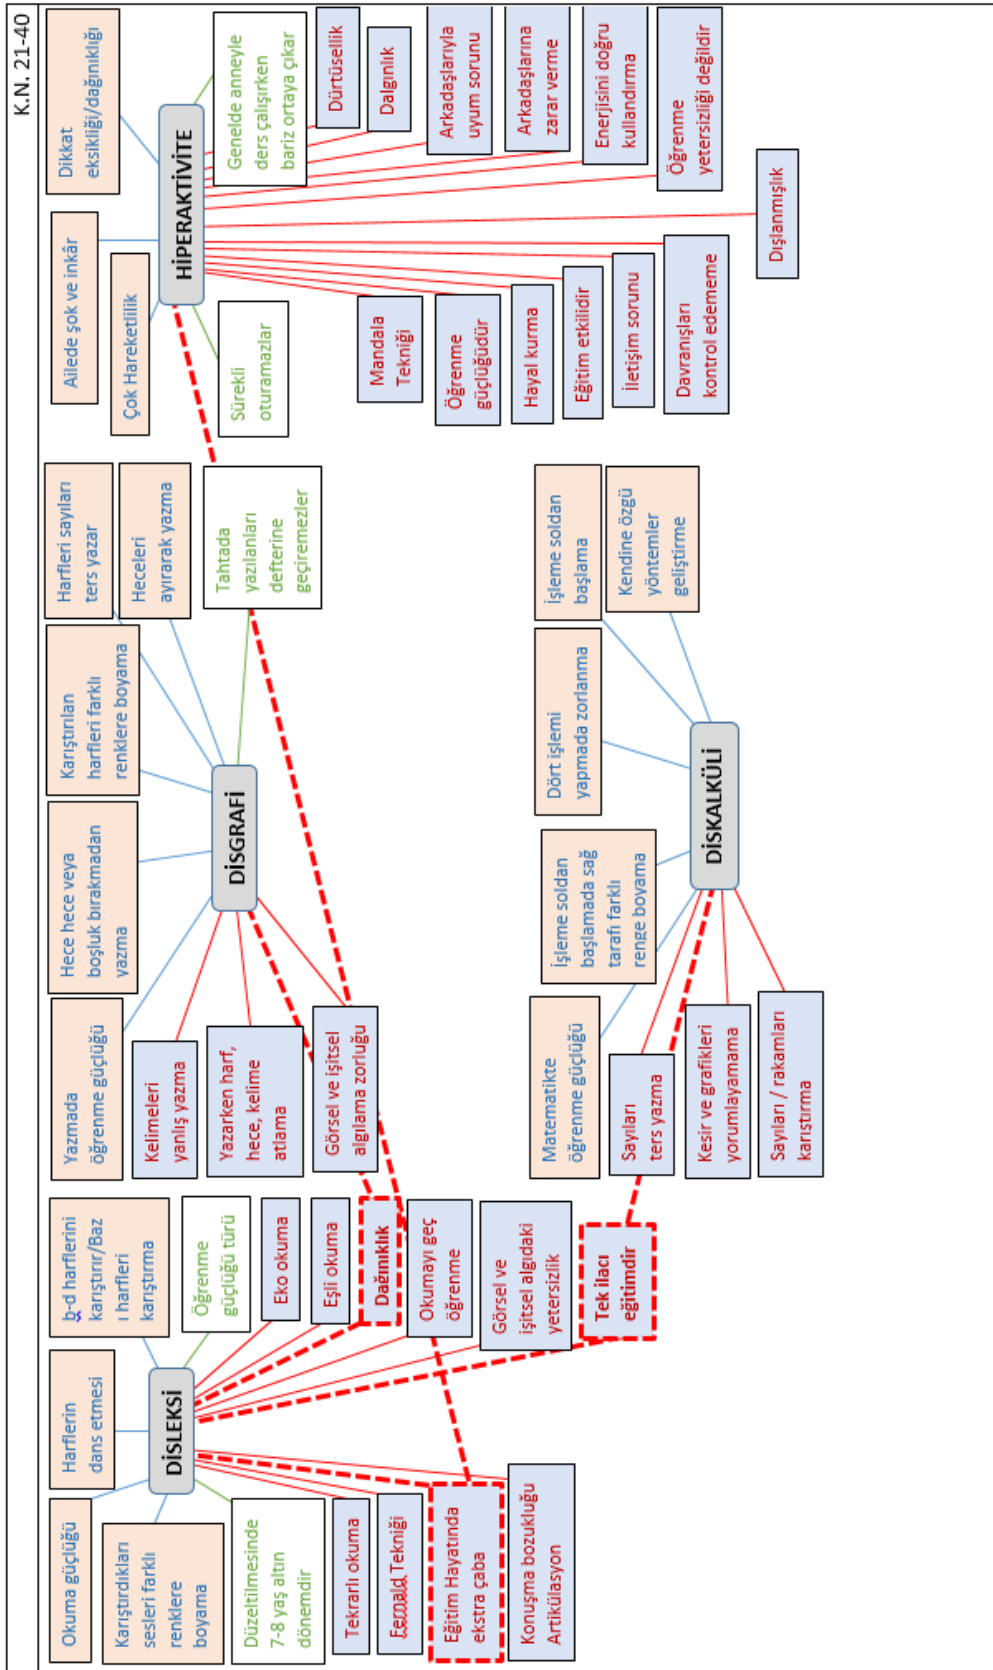 K.N. 21-40
Okuma güçlüğü
Harflerin
dans etmesi
b-d harflerini
karıştırır/Baz
ı harfleri
karıştırma
Karıştırdıkları
sesleri farklı
renklere
boyama
DİSLEKSİ
Öğrenme
güçlüğü türü
Düzeltilmesinde
7-8 yaş altın
dönemdir
Eko okuma
Eşli okuma
Dağınıklık
Okumayı geç
öğrenme
Görsel ve
işitsel algıdaki
yetersizlik
Tek ilacı
eğitimdir
Tekrarlı okuma
Fernald Tekniği
Eğitim Hayatında
ekstra çaba
Konuşma bozukluğu
Artikülasyon
Yazmada
öğrenme güçlüğü
Hece hece veya
boşluk bırakmadan
yazma
Karıştırılan
harfleri farklı
renklere boyama
Harfleri sayıları
ters yazar
Heceleri
ayırarak yazma
DİSGRAFİ
Tahtada
yazılanları
defterine
geçiremezler
Kelimeleri
yanlış yazma
Yazarken harf,
hece, kelime
atlama
Görsel ve işitsel
algılama zorluğu
Ailede şok ve inkâr
Dikkat
eksikliği/dağınıklığı
Çok Hareketlilik
HİPERAKTİVİTE
Genelde anneyle
ders çalışırken
bariz ortaya çıkar
Sürekli
oturamazlar
Dürtüsellik
Dalgınlık
Arkadaşlarıyla
uyum sorunu
Arkadaşlarına
zarar verme
Enerjisini doğru
kullandırma
Öğrenme
yetersizliği değildir
Dışlanmışlık
Mandala
Tekniği
Öğrenme
güçlüğüdür
Hayal kurma
Eğitim etkilidir
İletişim sorunu
Davranışları
kontrol edememe
Matematikte
öğrenme güçlüğü
İşleme soldan
başlamada sağ
tarafı farklı
renge boyama
Dört işlemi
yapmada zorlanma
İşleme soldan
başlama
Kendine özgü
yöntemler
geliştirme
DİSKALKÜLİ
Sayıları
ters yazma
Kesir ve grafikleri
yorumlayamama
Sayıları / rakamları
karıştırma